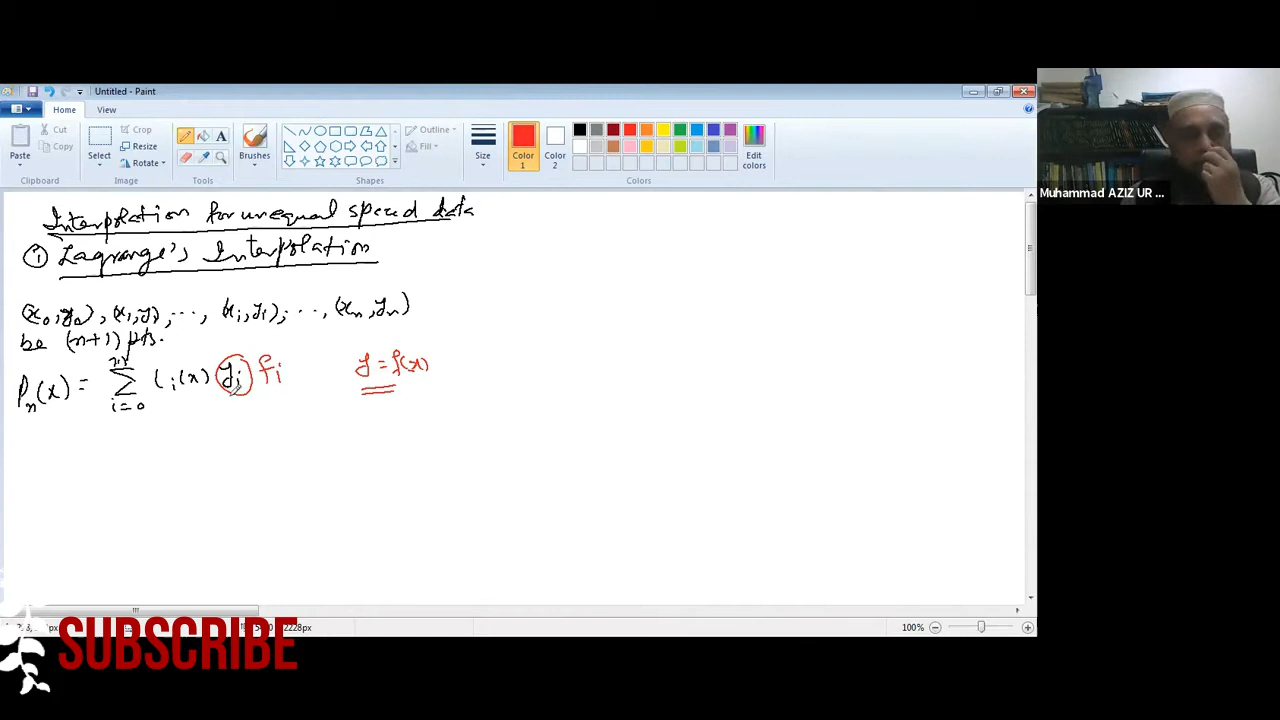 Untitled - Paint
Home View
Paste
Cut
Copy
Clipboard
Select
Crop
Resize
Rotate
Image
Tools
Brushes
Shapes
Outline
Fill
Size
Color 1
Color 2
Edit colors
Colors
Muhammad AZIZ UR ...
Interpolation for unequal spaced data
① Lagrange's Interpolation
(x₀,y₀), (x₁,y₁), ..., (xᵢ,yᵢ), ..., (xₙ,yₙ)
be (n+1) pts.
Pₙ(x) = Σ i=0 lᵢ(x) yᵢ fᵢ y = f(x)
2228px
100%
SUBSCRIBE